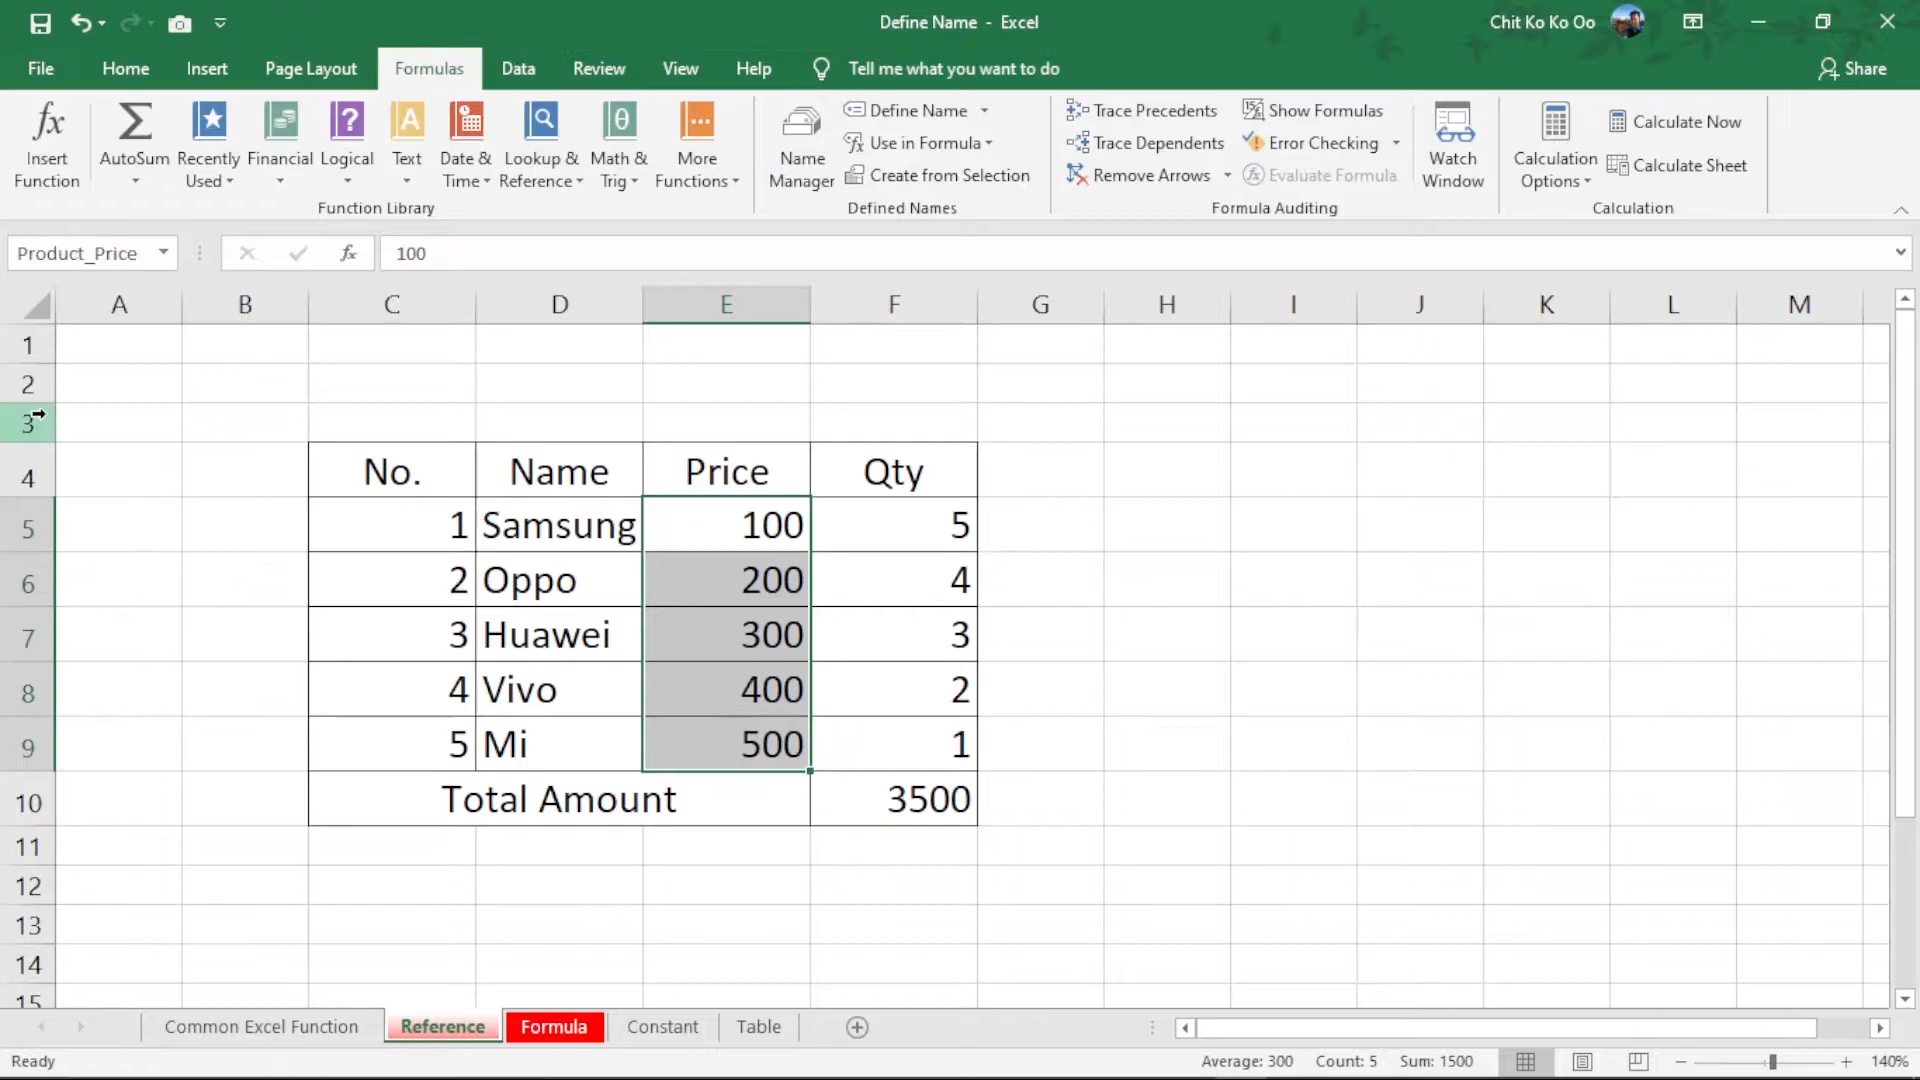 Define Name - Excel
Chit Ko Ko Oo
File Home Insert Page Layout Formulas Data Review View Help Tell me what you want to do Share
Insert Function
AutoSum
Recently Used
Financial
Logical
Text
Date & Time
Lookup & Reference
Math & Trig
More Functions
Function Library
Name Manager
Define Name
Use in Formula
Create from Selection
Defined Names
Trace Precedents
Trace Dependents
Remove Arrows
Show Formulas
Error Checking
Evaluate Formula
Formula Auditing
Watch Window
Calculation Options
Calculate Now
Calculate Sheet
Calculation
Product_Price fx 100
A B C D E F G H I J K L M
1
2
3
4 No. Name Price Qty
5 1 Samsung 100 5
6 2 Oppo 200 4
7 3 Huawei 300 3
8 4 Vivo 400 2
9 5 Mi 500 1
10 Total Amount 3500
11
12
13
14
15
Common Excel Function Reference Formula Constant Table
Ready Average: 300 Count: 5 Sum: 1500 140%